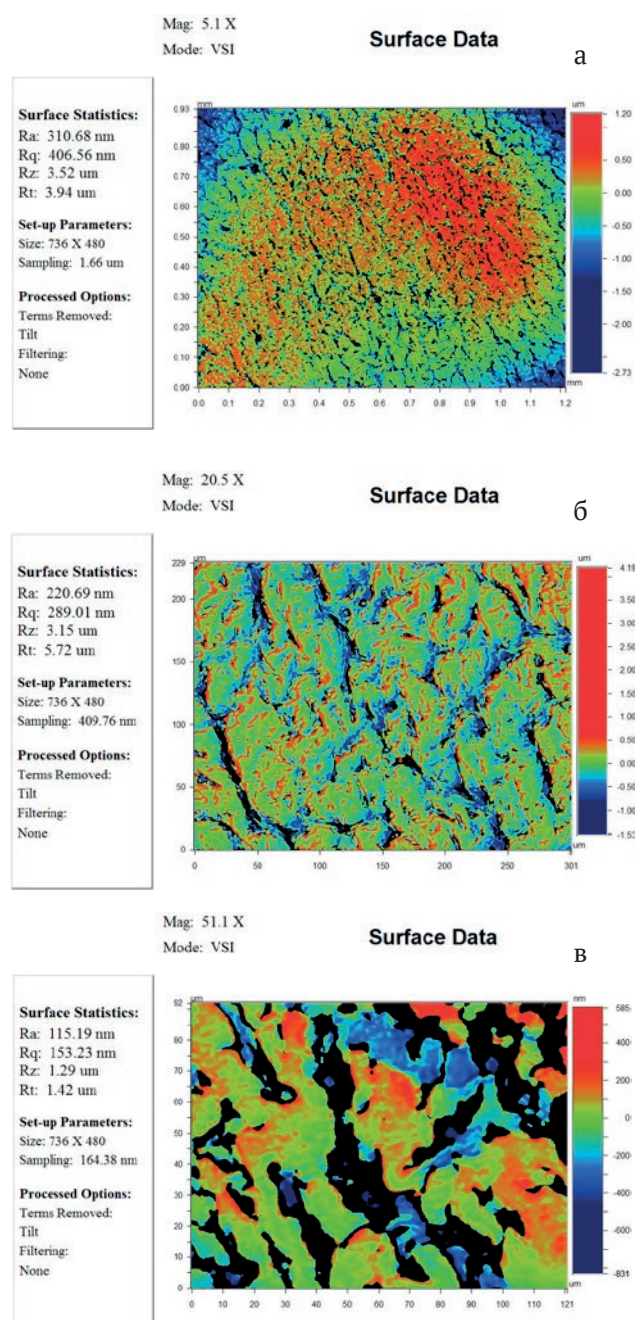 Mag: 5.1 X
Mode: VSI
Surface Data
а
Surface Statistics:
Ra: 310.68 nm
Rq: 406.56 nm
Rz: 3.52 um
Rt: 3.94 um
Set-up Parameters:
Size: 736 X 480
Sampling: 1.66 um
Processed Options:
Terms Removed:
Tilt
Filtering:
None
mm
0.93
0.80
0.70
0.60
0.50
0.40
0.30
0.20
0.10
0.00
0.0 0.1 0.2 0.3 0.4 0.5 0.6 0.7 0.8 0.9 1.0 1.1 1.2
mm
um
1.20
0.50
0.00
-0.50
-1.00
-2.00
-2.73
Mag: 20.5 X
Mode: VSI
Surface Data
б
Surface Statistics:
Ra: 220.69 nm
Rq: 289.01 nm
Rz: 3.15 um
Rt: 5.72 um
Set-up Parameters:
Size: 736 X 480
Sampling: 409.76 nm
Processed Options:
Terms Removed:
Tilt
Filtering:
None
um
229
200
150
100
50
0
0 50 100 150 200 250 301
um
um
4.19
3.50
3.00
2.50
2.00
1.50
1.00
0.50
0.00
-0.50
-1.00
-1.53
Mag: 51.1 X
Mode: VSI
Surface Data
в
Surface Statistics:
Ra: 115.19 nm
Rq: 153.23 nm
Rz: 1.29 um
Rt: 1.42 um
Set-up Parameters:
Size: 736 X 480
Sampling: 164.38 nm
Processed Options:
Terms Removed:
Tilt
Filtering:
None
um
92
80
70
60
50
40
30
20
10
0
0 10 20 30 40 50 60 70 80 90 100 110 121
um
nm
585
400
200
0
-200
-400
-600
-831